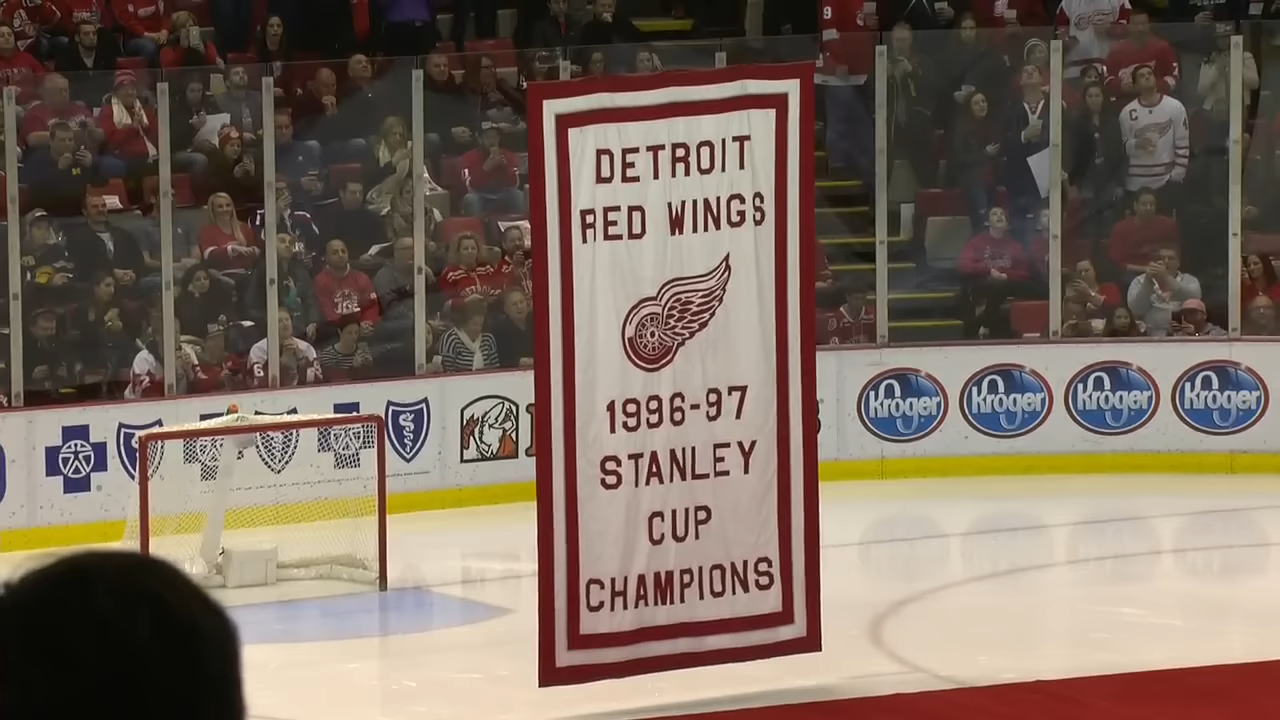 DETROIT
RED WINGS
1996-97
STANLEY
CUP
CHAMPIONS
Kroger
Kroger
Kroger
Kroger